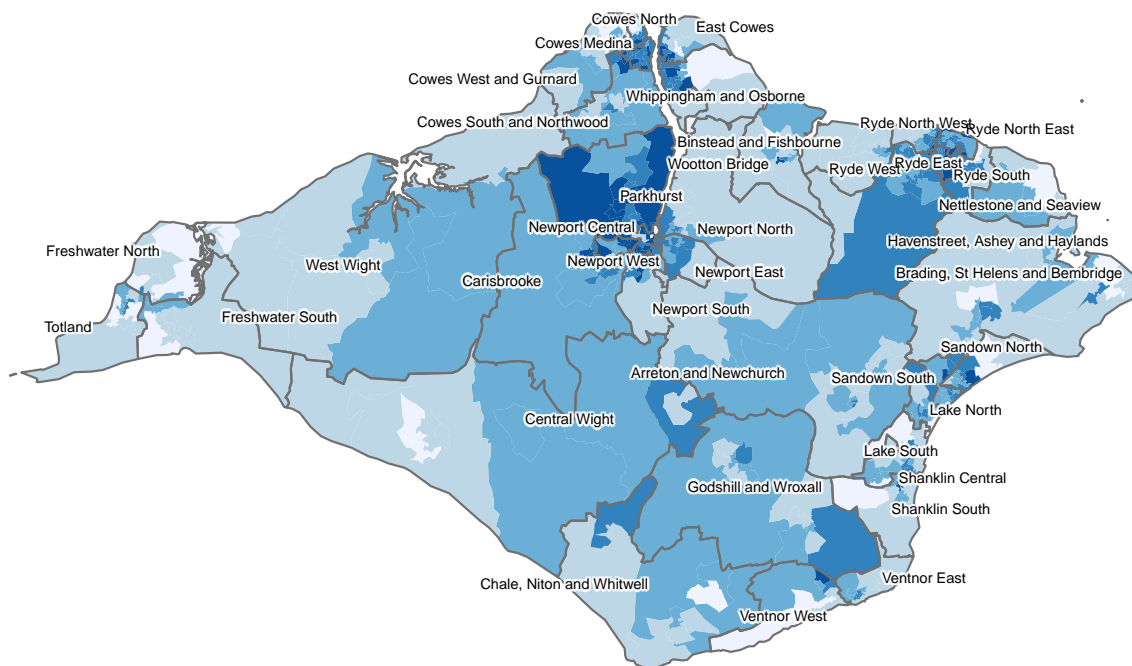 Cowes North
East Cowes
Cowes Medina
Cowes West and Gurnard
Whippingham and Osborne
Cowes South and Northwood
Ryde North West
Ryde North East
Binstead and Fishbourne
Wootton Bridge
Ryde East
Ryde West
Ryde South
Parkhurst
Nettlestone and Seaview
Newport Central
Newport North
Havenstreet, Ashey and Haylands
Freshwater North
West Wight
Newport West
Carisbrooke
Newport East
Brading, St Helens and Bembridge
Newport South
Freshwater South
Totland
Sandown North
Arreton and Newchurch
Sandown South
Lake North
Central Wight
Lake South
Shanklin Central
Godshill and Wroxall
Shanklin South
Ventnor East
Chale, Niton and Whitwell
Ventnor West